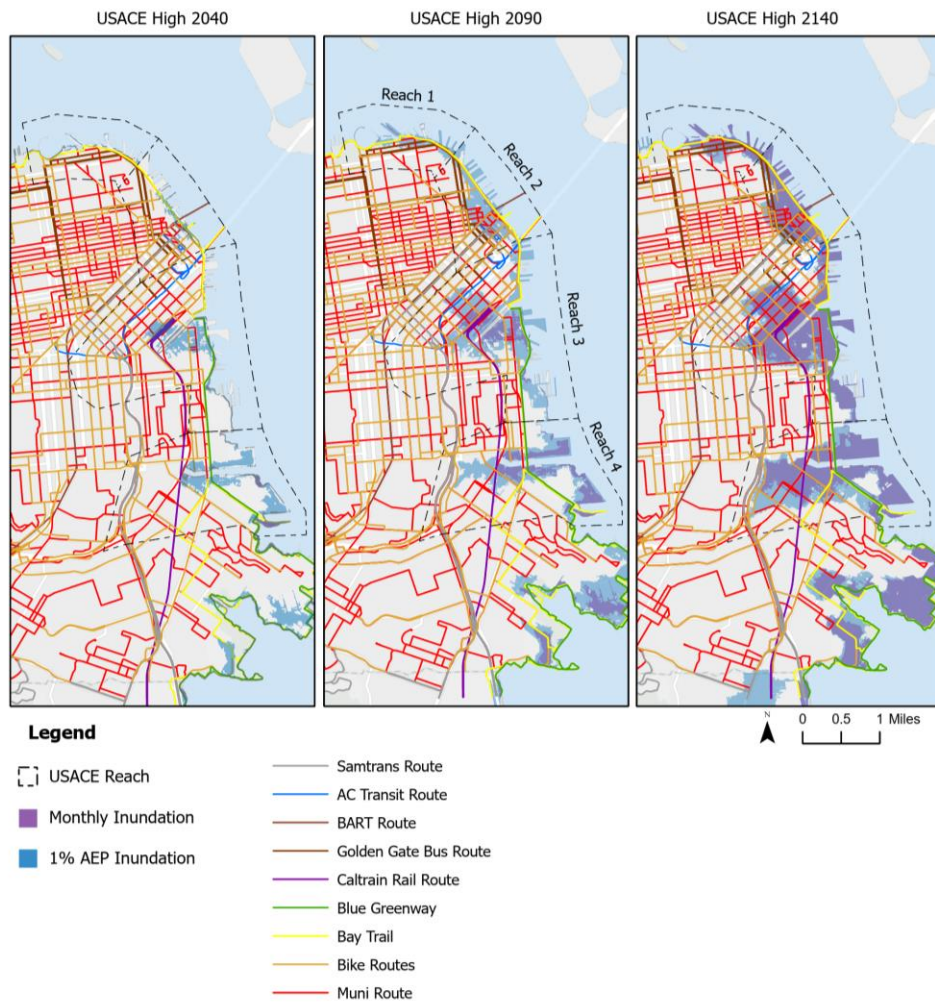 USACE High 2040
USACE High 2090
USACE High 2140
Reach 1
Reach 2
Reach 3
Reach 4
N
0 0.5 1 Miles
Legend
USACE Reach
Monthly Inundation
1% AEP Inundation
Samtrans Route
AC Transit Route
BART Route
Golden Gate Bus Route
Caltrain Rail Route
Blue Greenway
Bay Trail
Bike Routes
Muni Route